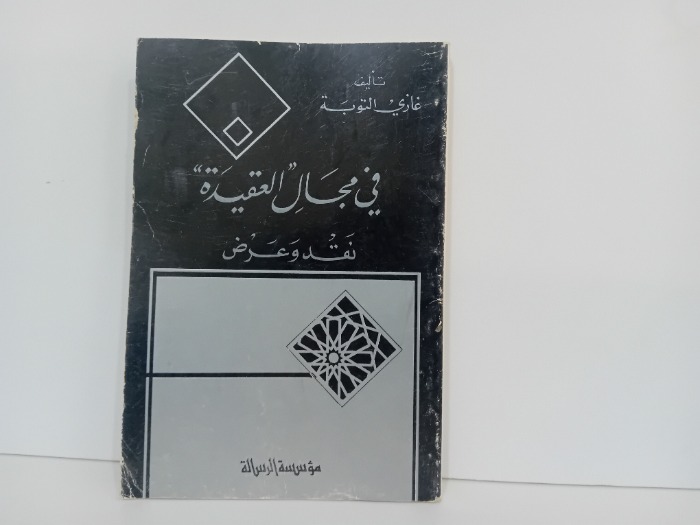 تأليف
غازي التوبة
في مجال "العقيدة"
نقد وعرض
مؤسسة الرسالة